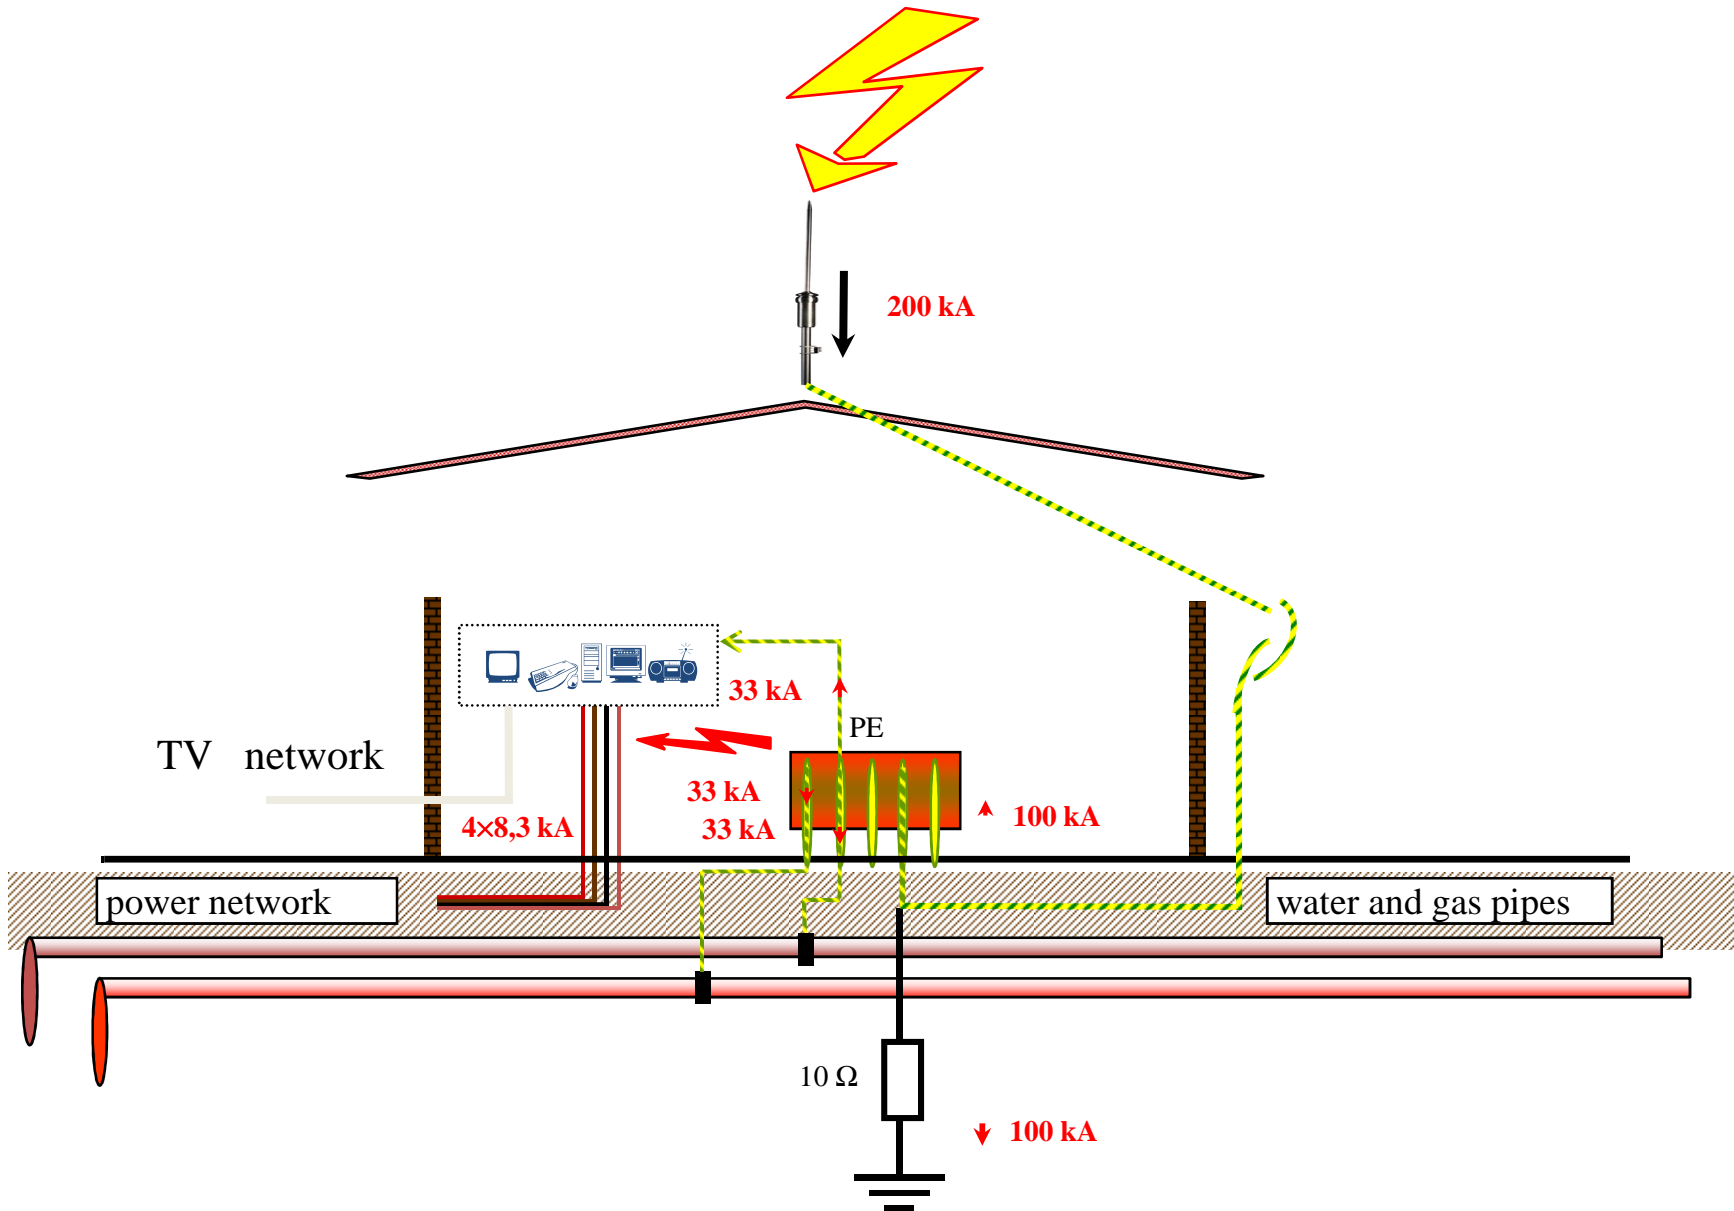 200 kA
33 kA
PE
TV network
33 kA
33 kA
100 kA
4×8,3 kA
power network
water and gas pipes
10 Ω
100 kA